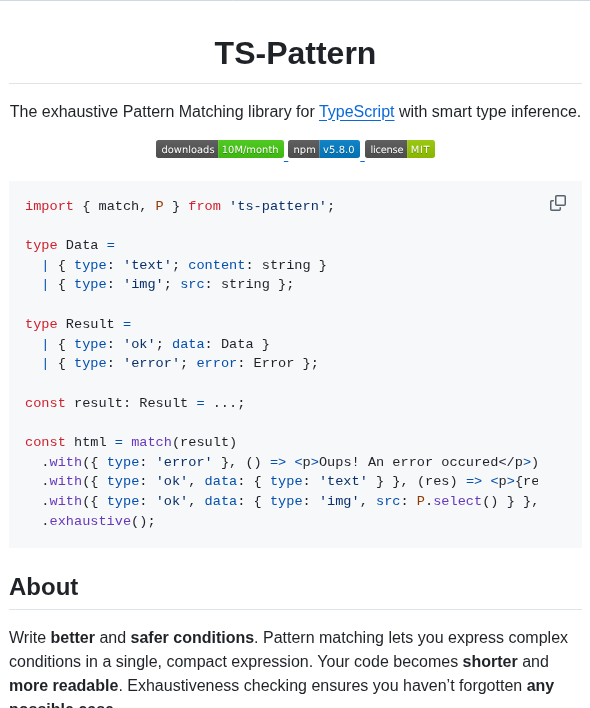 TS-Pattern
The exhaustive Pattern Matching library for TypeScript with smart type inference.
downloads 10M/month npm v5.8.0 license MIT
import { match, P } from 'ts-pattern';
type Data =
  | { type: 'text'; content: string }
  | { type: 'img'; src: string };
type Result =
  | { type: 'ok'; data: Data }
  | { type: 'error'; error: Error };
const result: Result = ...;
const html = match(result)
  .with({ type: 'error' }, () => <p>Oups! An error occured</p>)
  .with({ type: 'ok', data: { type: 'text' } }, (res) => <p>{re
  .with({ type: 'ok', data: { type: 'img', src: P.select() } },
  .exhaustive();
About
Write better and safer conditions. Pattern matching lets you express complex
conditions in a single, compact expression. Your code becomes shorter and
more readable. Exhaustiveness checking ensures you haven’t forgotten any
possible case.